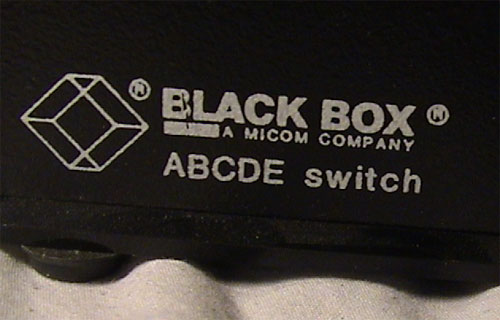 ® BLACK BOX ®
A MICOM COMPANY
ABCDE switch